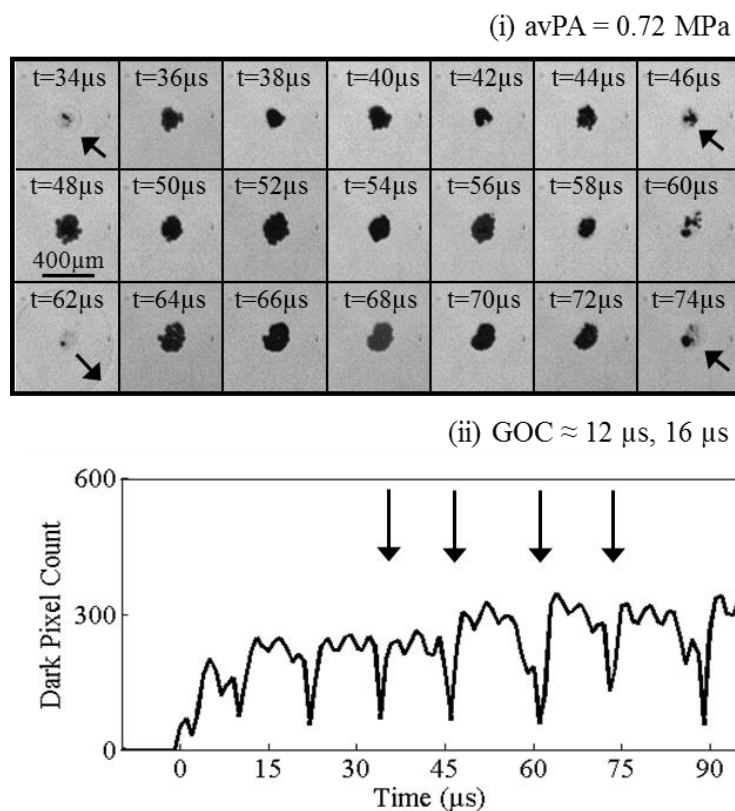 (i) avPA = 0.72 MPa
t=34µs t=36µs t=38µs t=40µs t=42µs t=44µs t=46µs
t=48µs t=50µs t=52µs t=54µs t=56µs t=58µs t=60µs
400µm
t=62µs t=64µs t=66µs t=68µs t=70µs t=72µs t=74µs
(ii) GOC ≈ 12 µs, 16 µs
600
300
0
Dark Pixel Count
0 15 30 45 60 75 90
Time (µs)